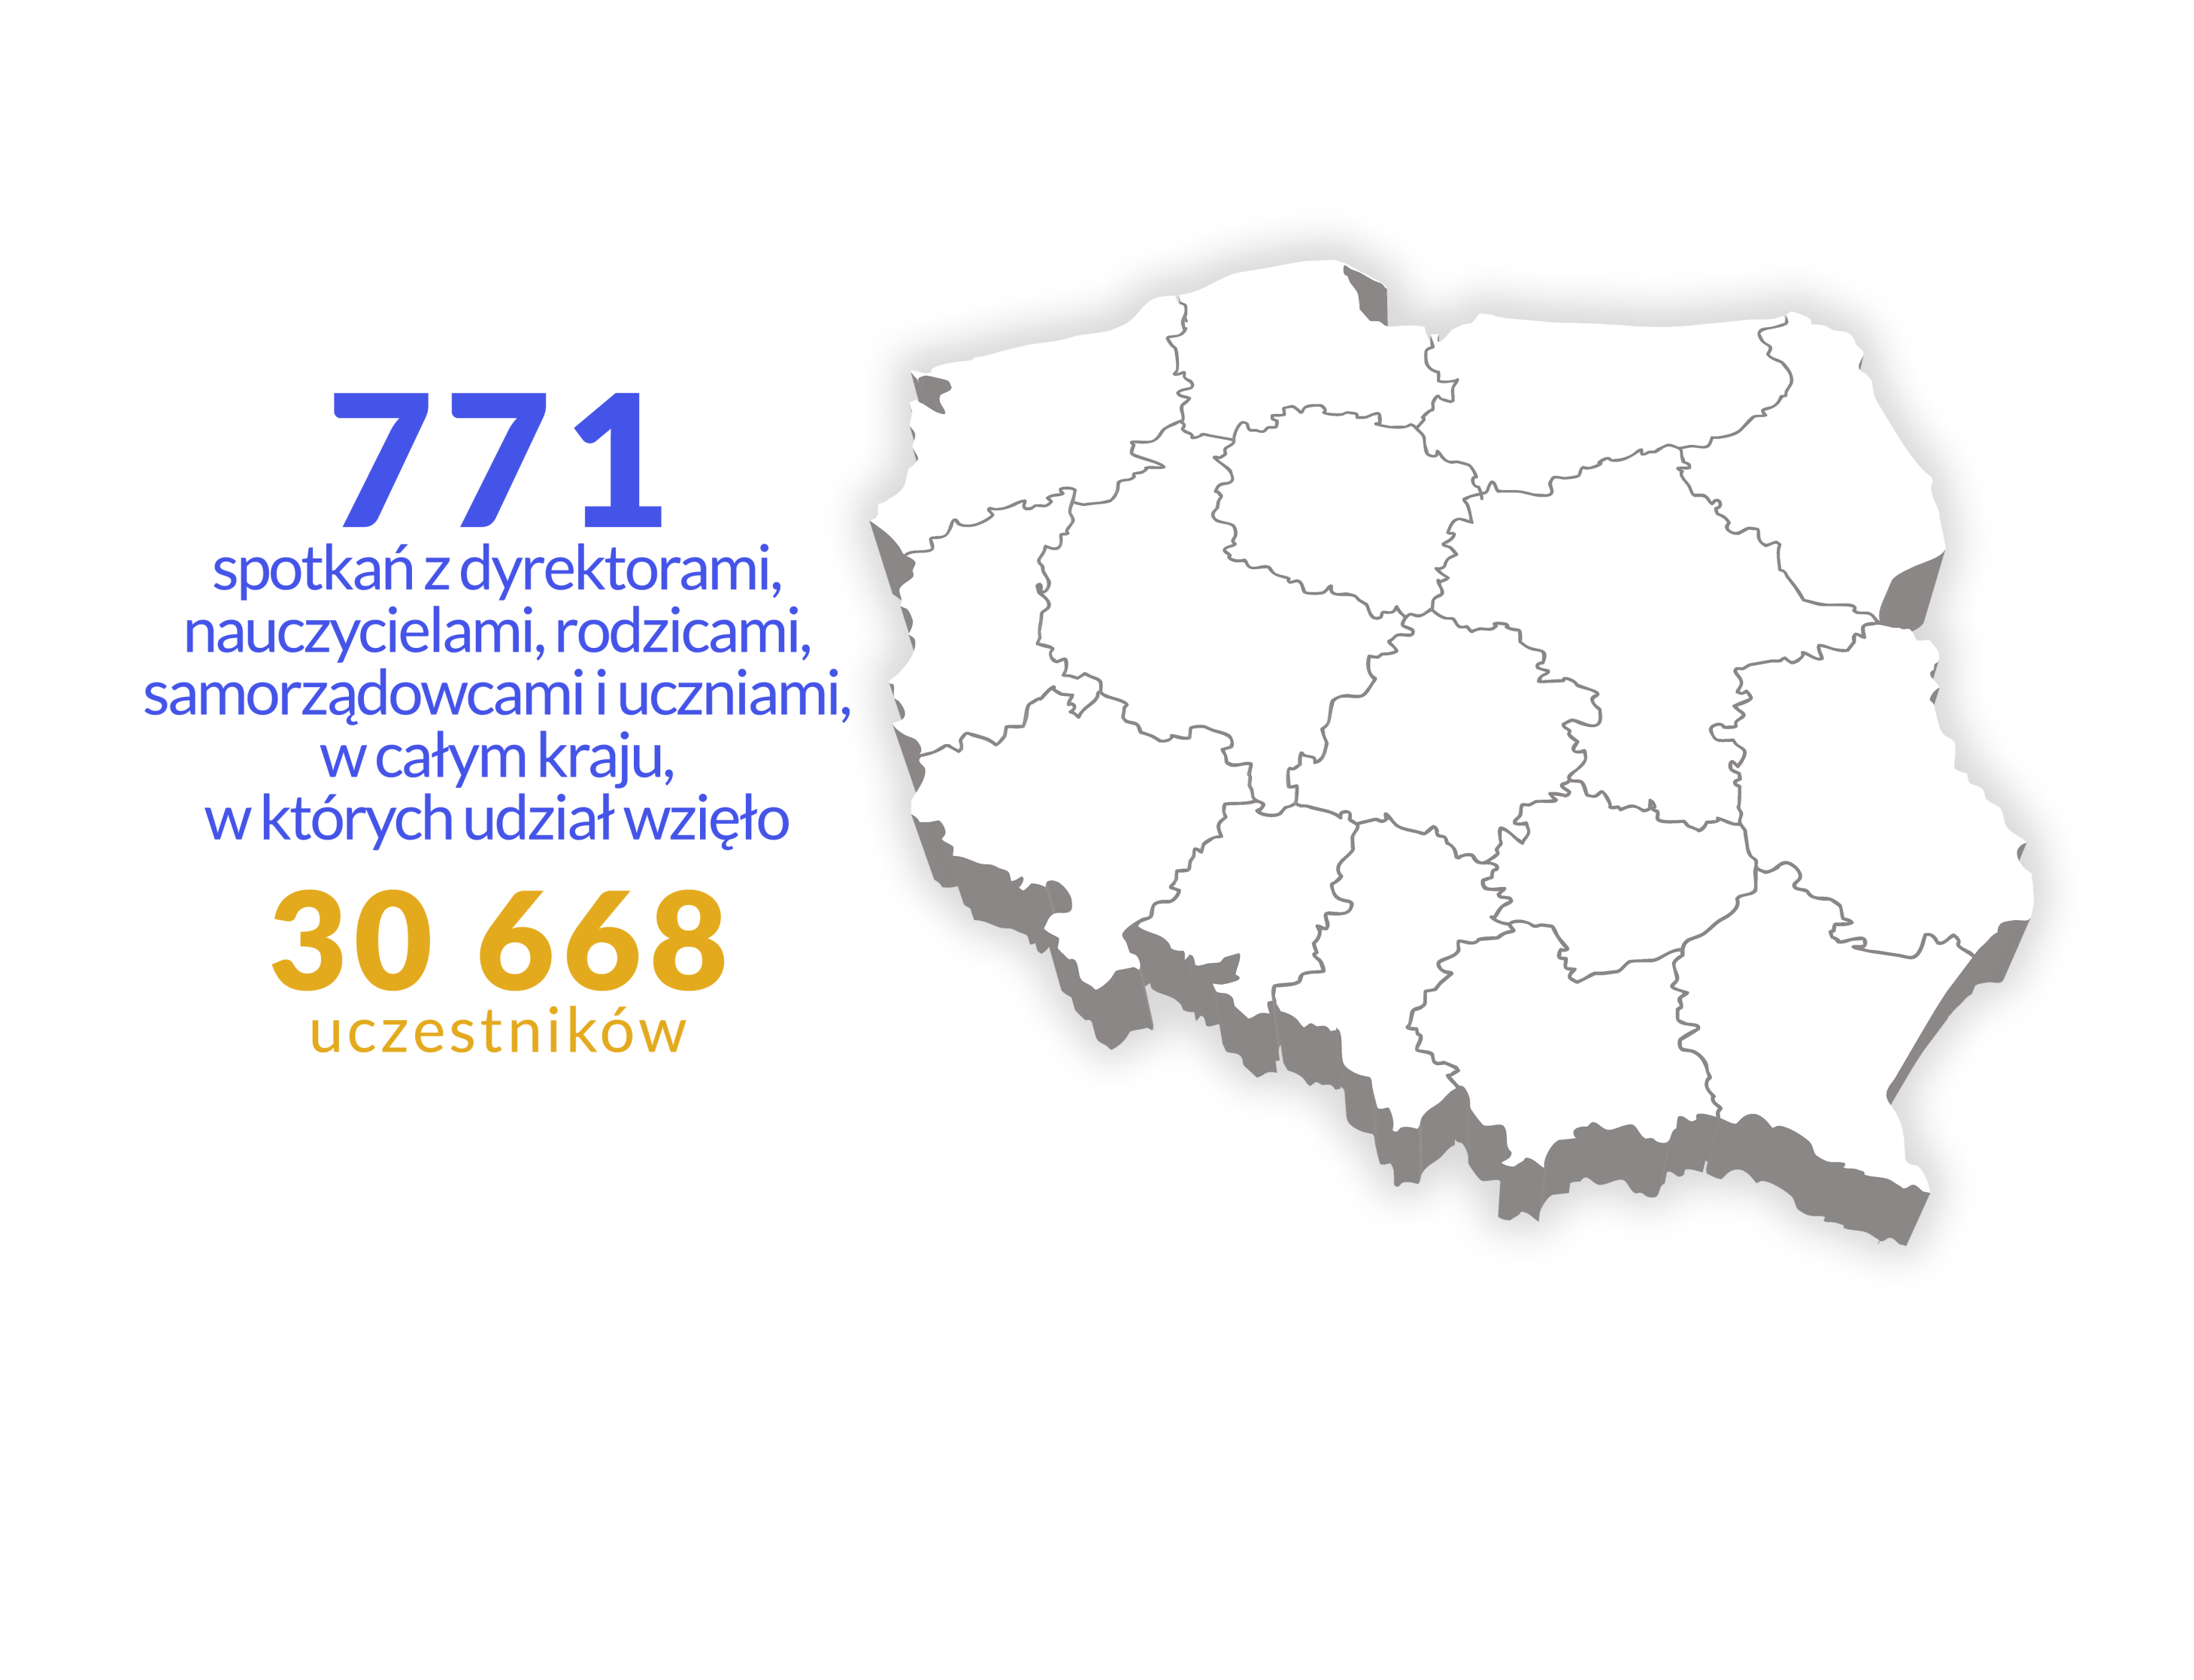 771
spotkań z dyrektorami,
nauczycielami, rodzicami,
samorządowcami i uczniami,
w całym kraju,
w których udział wzięło
30 668
uczestników